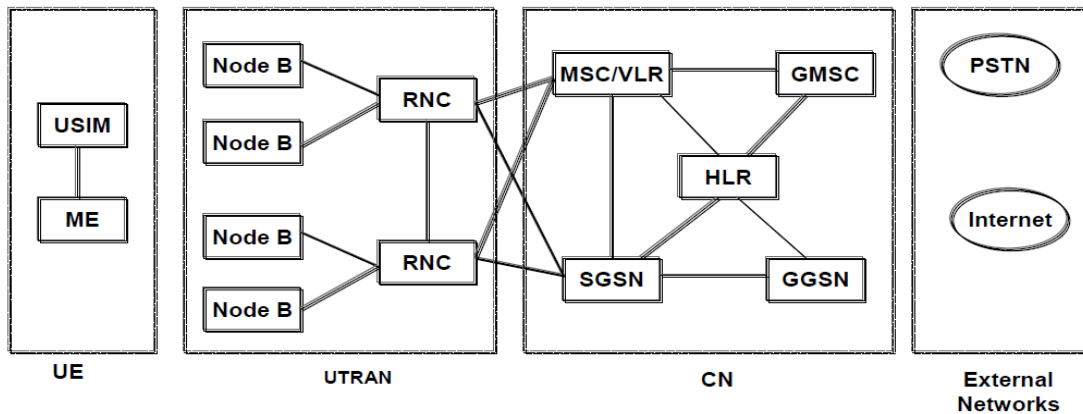 USIM
ME
UE
Node B
Node B
Node B
Node B
RNC
RNC
UTRAN
MSC/VLR
GMSC
HLR
SGSN
GGSN
CN
PSTN
Internet
External
Networks